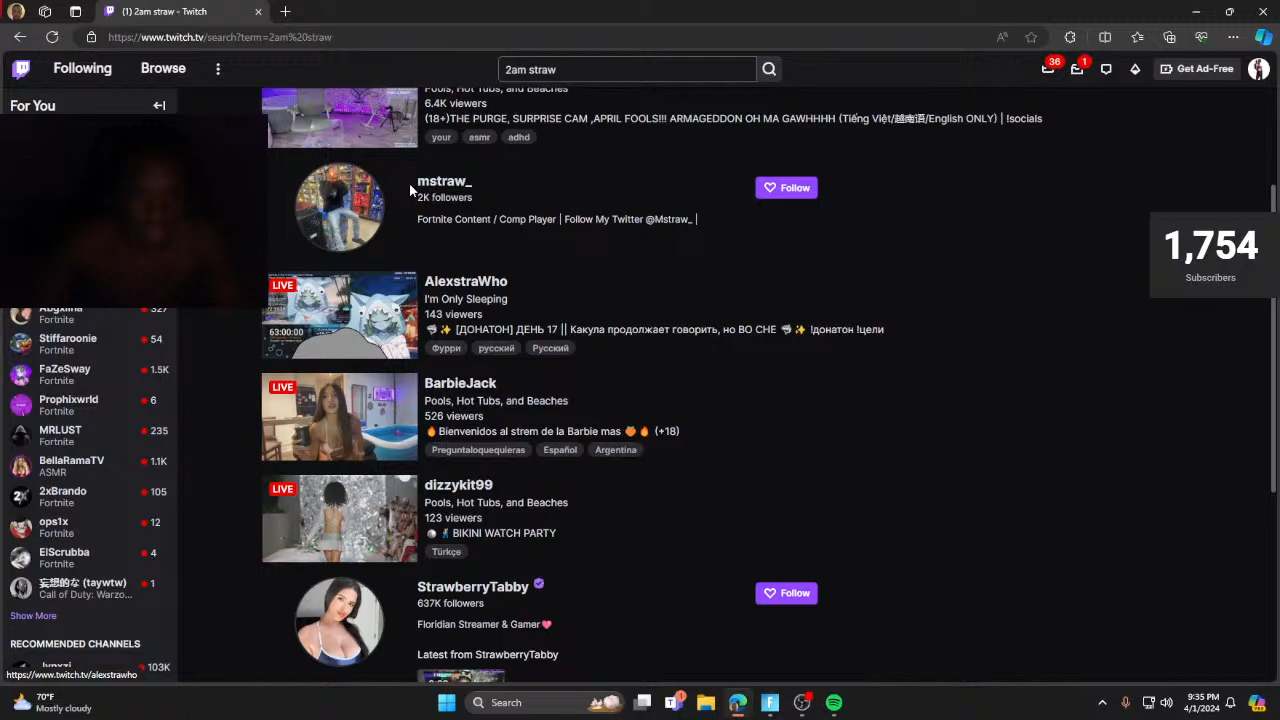 (1) 2am straw - Twitch
https://www.twitch.tv/search?term=2am%20straw
Following
Browse
2am straw
36
1
Get Ad-Free
For You
Pools, Hot Tubs, and Beaches
6.4K viewers
(18+)THE PURGE, SURPRISE CAM ,APRIL FOOLS!!! ARMAGEDDON OH MA GAWHHHH (Tiếng Việt/越南语/English ONLY) | !socials
your
asmr
adhd
mstraw_
Follow
2K followers
Fortnite Content / Comp Player | Follow My Twitter @Mstraw_ |
1,754
Subscribers
LIVE
63:00:00
AlexstraWho
I'm Only Sleeping
143 viewers
[ДОНАТОН] ДЕНЬ 17 || Какула продолжает говорить, но ВО СНЕ !донатон !цели
Фурри
русский
Русский
327
Fortnite
Stiffaroonie
54
Fortnite
FaZeSway
1.5K
Fortnite
Prophixwrld
6
Fortnite
MRLUST
235
Fortnite
BellaRamaTV
1.1K
ASMR
2xBrando
105
Fortnite
ops1x
12
Fortnite
ElScrubba
4
Fortnite
妄想的な (taywtw)
1
Call of Duty: Warzo...
Show More
RECOMMENDED CHANNELS
Jynxzi
103K
LIVE
BarbieJack
Pools, Hot Tubs, and Beaches
526 viewers
Bienvenidos al strem de la Barbie mas (+18)
Preguntaloquequieras
Español
Argentina
LIVE
dizzykit99
Pools, Hot Tubs, and Beaches
123 viewers
BIKINI WATCH PARTY
Türkçe
StrawberryTabby
Follow
637K followers
Floridian Streamer & Gamer
Latest from StrawberryTabby
https://www.twitch.tv/alexstrawho
70°F
Mostly cloudy
Search
9:35 PM
4/3/2024